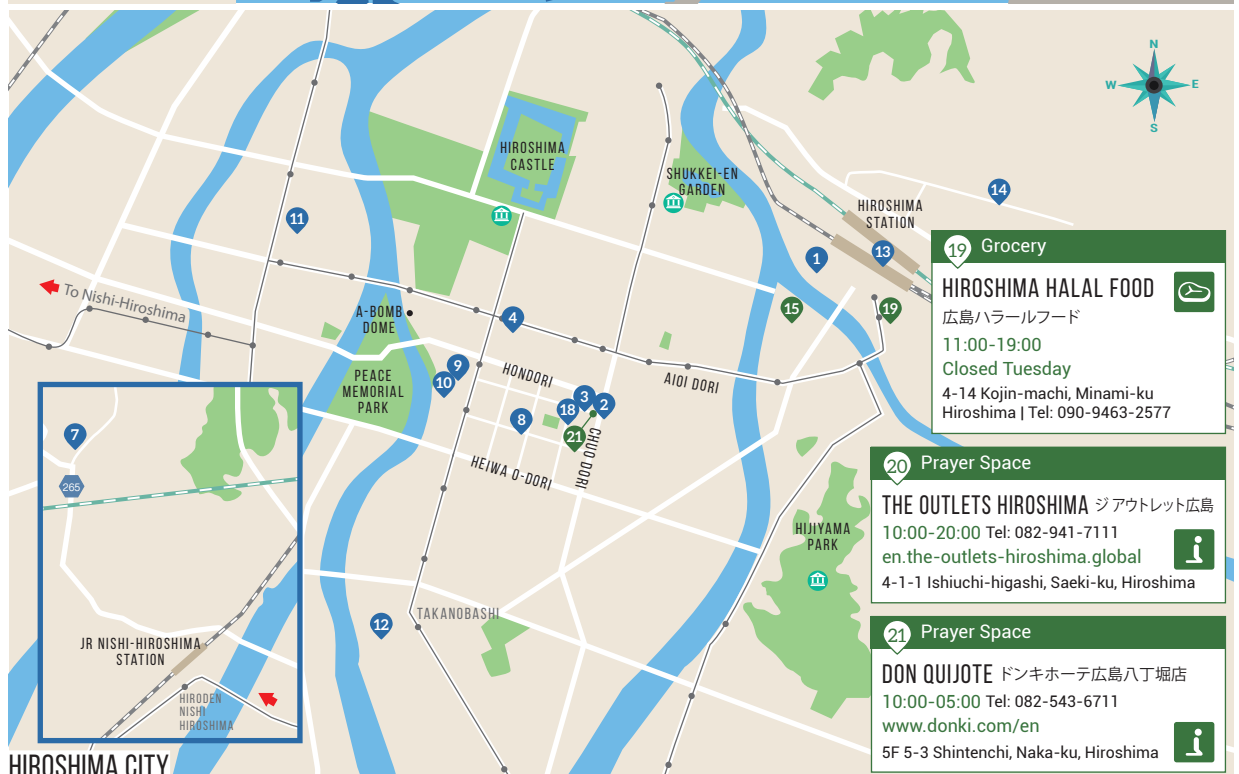 N
W
E
S
HIROSHIMA
CASTLE
SHUKKEI-EN
GARDEN
HIROSHIMA
STATION
14
11
1
13
To Nishi-Hiroshima
A-BOMB
DOME
4
15
19
PEACE
MEMORIAL
PARK
9
10
HONDORI
AIOI DORI
3
2
18
8
21
CHUO DORI
HEIWA O-DORI
HIJIYAMA
PARK
TAKANOBASHI
12
7
265
JR NISHI-HIROSHIMA
STATION
HIRODEN
NISHI
HIROSHIMA
HIROSHIMA CITY
19 Grocery
HIROSHIMA HALAL FOOD
広島ハラールフード
11:00-19:00
Closed Tuesday
4-14 Kojin-machi, Minami-ku
Hiroshima | Tel: 090-9463-2577
20 Prayer Space
THE OUTLETS HIROSHIMA ジ アウトレット広島
10:00-20:00 Tel: 082-941-7111
en.the-outlets-hiroshima.global
4-1-1 Ishiuchi-higashi, Saeki-ku, Hiroshima
i
21 Prayer Space
DON QUIJOTE ドンキホーテ広島八丁堀店
10:00-05:00 Tel: 082-543-6711
www.donki.com/en
5F 5-3 Shintenchi, Naka-ku, Hiroshima
i